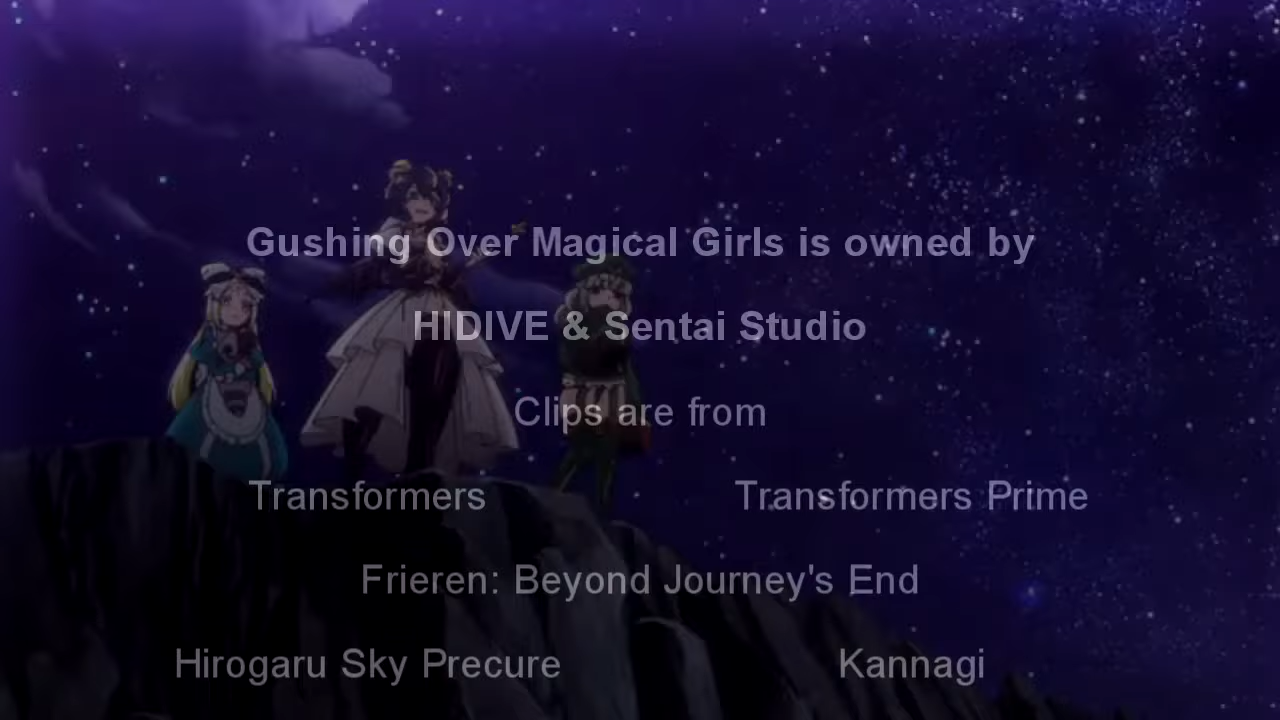 Gushing Over Magical Girls is owned by
HIDIVE & Sentai Studio
Clips are from
Transformers Transformers Prime
Frieren: Beyond Journey's End
Hirogaru Sky Precure Kannagi